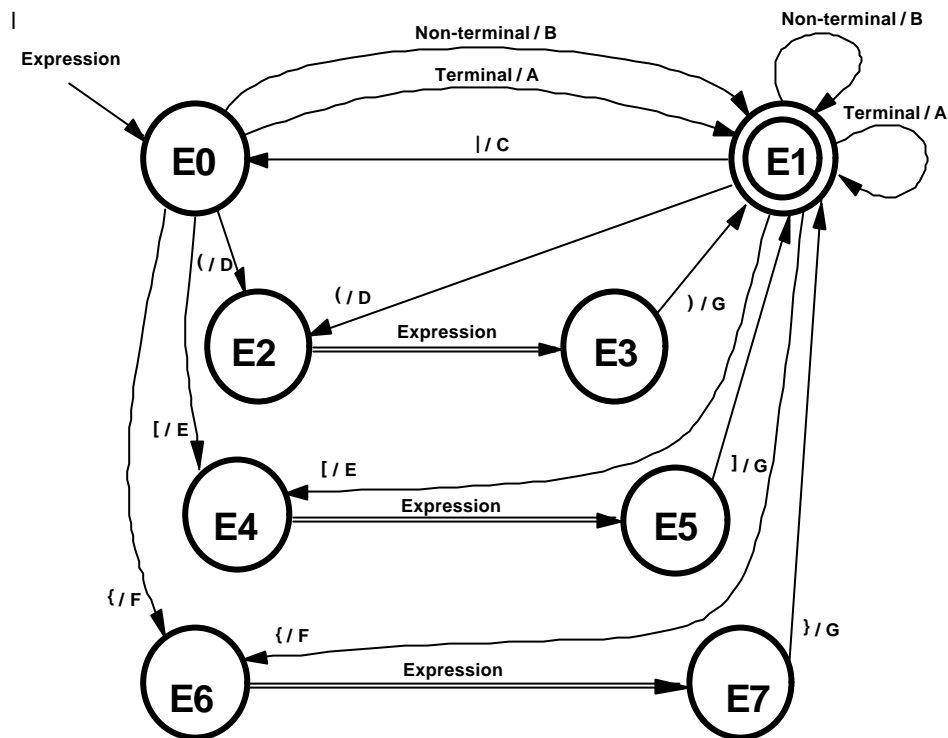 |
Non-terminal / B
Non-terminal / B
Expression
Terminal / A
Terminal / A
| / C
E0
E1
( / D
( / D
) / G
Expression
E2
E3
[ / E
[ / E
] / G
Expression
E4
E5
{ / F
{ / F
} / G
Expression
E6
E7